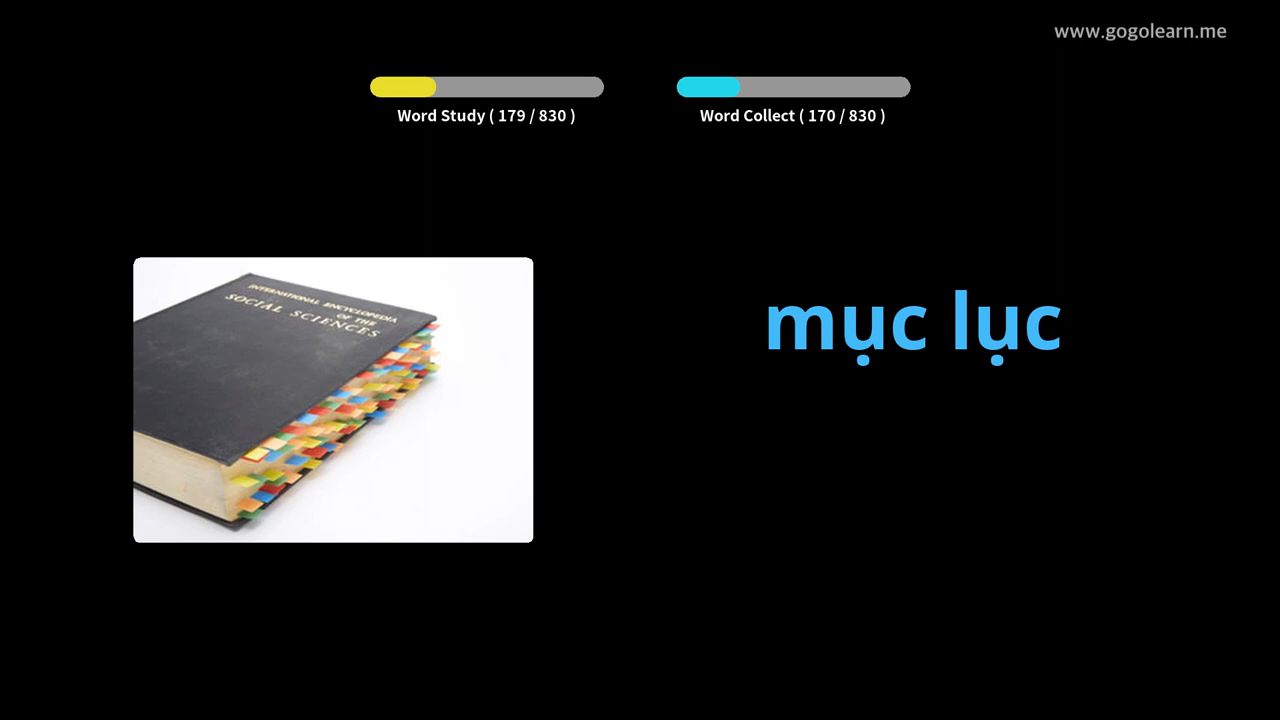 www.gogolearn.me
Word Study ( 179 / 830 )
Word Collect ( 170 / 830 )
INTERNATIONAL ENCYCLOPEDIA
OF THE
SOCIAL SCIENCES
mục lục